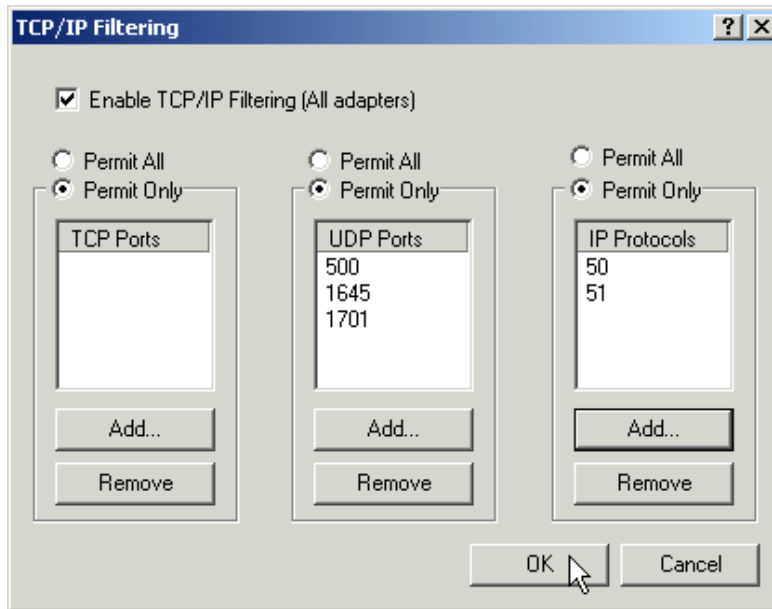 TCP/IP Filtering
Enable TCP/IP Filtering (All adapters)
Permit All
Permit Only
TCP Ports
Add...
Remove
Permit All
Permit Only
UDP Ports
500
1645
1701
Add...
Remove
Permit All
Permit Only
IP Protocols
50
51
Add...
Remove
OK
Cancel